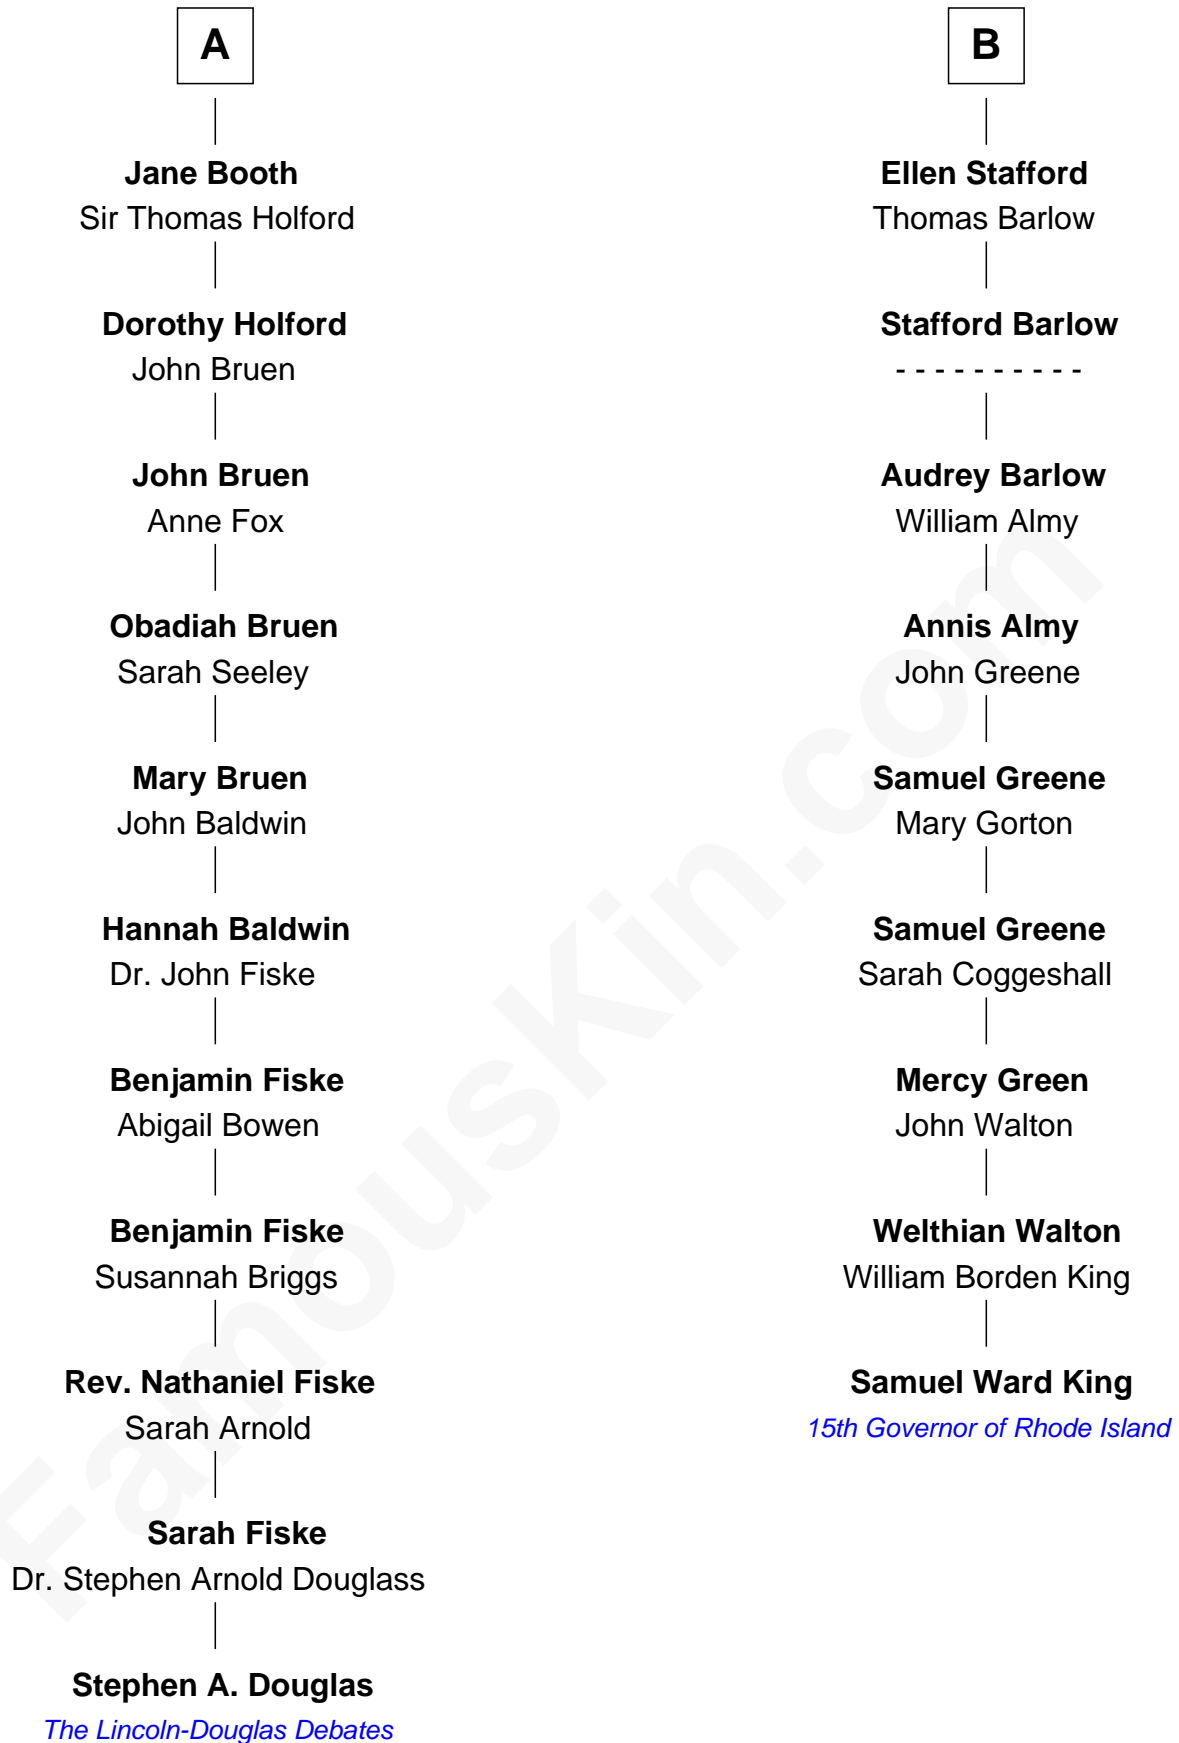 A
Jane Booth
Sir Thomas Holford
Dorothy Holford
John Bruen
John Bruen
Anne Fox
Obadiah Bruen
Sarah Seeley
Mary Bruen
John Baldwin
Hannah Baldwin
Dr. John Fiske
Benjamin Fiske
Abigail Bowen
Benjamin Fiske
Susannah Briggs
Rev. Nathaniel Fiske
Sarah Arnold
Sarah Fiske
Dr. Stephen Arnold Douglass
Stephen A. Douglas
The Lincoln-Douglas Debates
B
Ellen Stafford
Thomas Barlow
Stafford Barlow
- - - - - - - - - -
Audrey Barlow
William Almy
Annis Almy
John Greene
Samuel Greene
Mary Gorton
Samuel Greene
Sarah Coggeshall
Mercy Green
John Walton
Welthian Walton
William Borden King
Samuel Ward King
15th Governor of Rhode Island
FamousKin.com